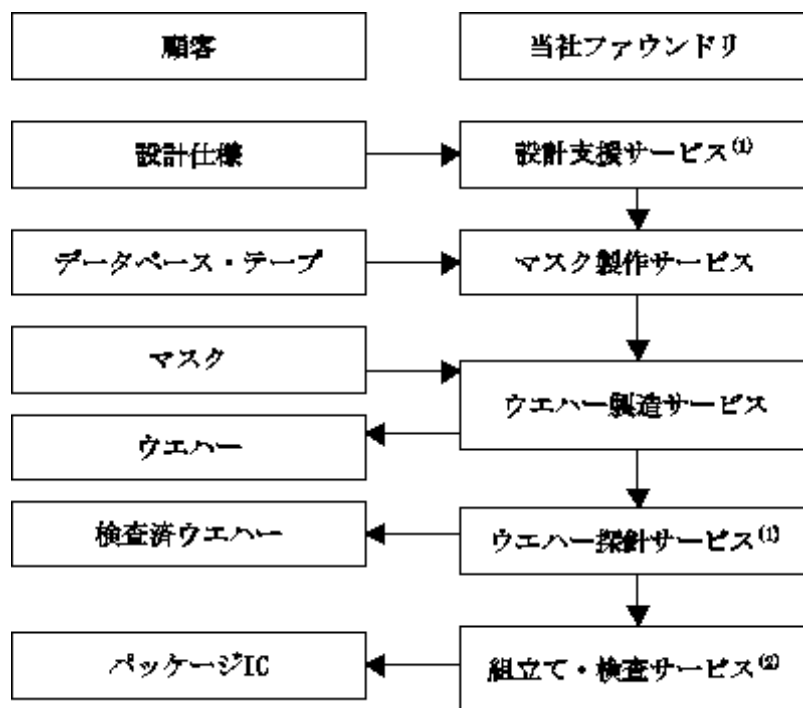 顧客
当社ファウンドリ
設計仕様
設計支援サービス(1)
データベース・テープ
マスク製作サービス
マスク
ウエハー製造サービス
ウエハー
検査済ウエハー
ウエハー探針サービス(1)
パッケージIC
組立て・検査サービス(2)